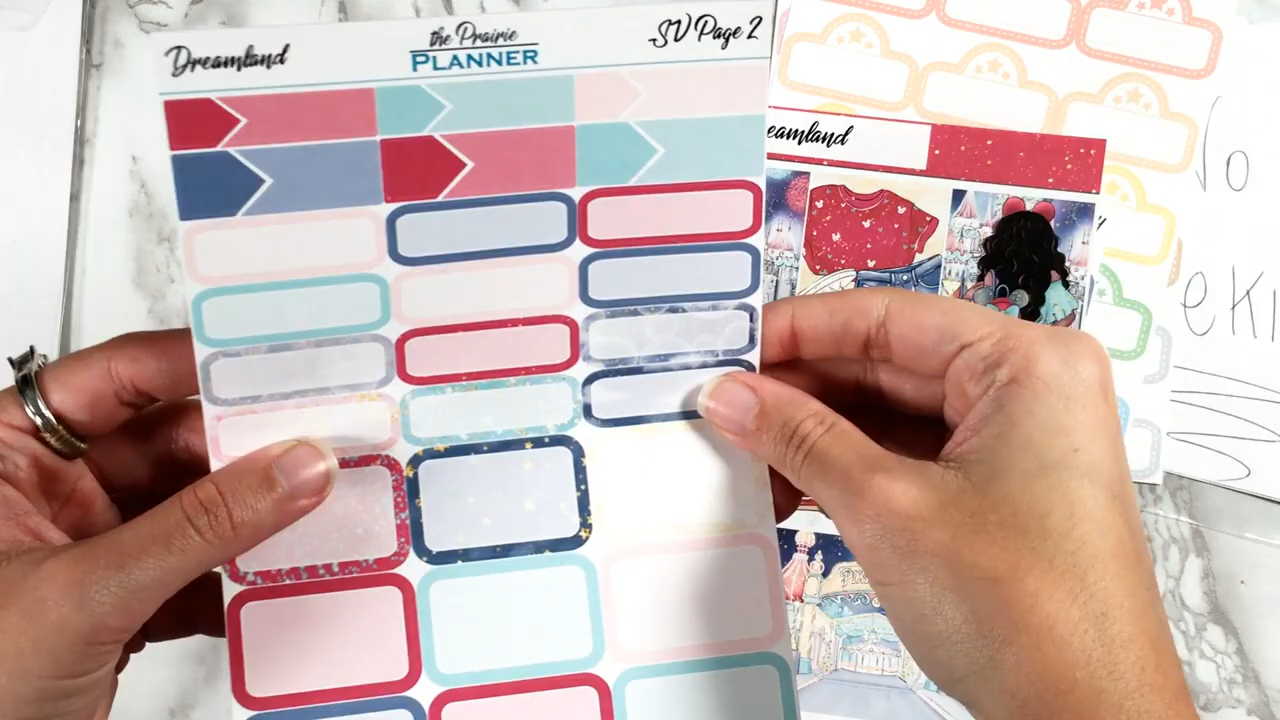 Dreamland
the Prairie
PLANNER
SV Page 2
eamland